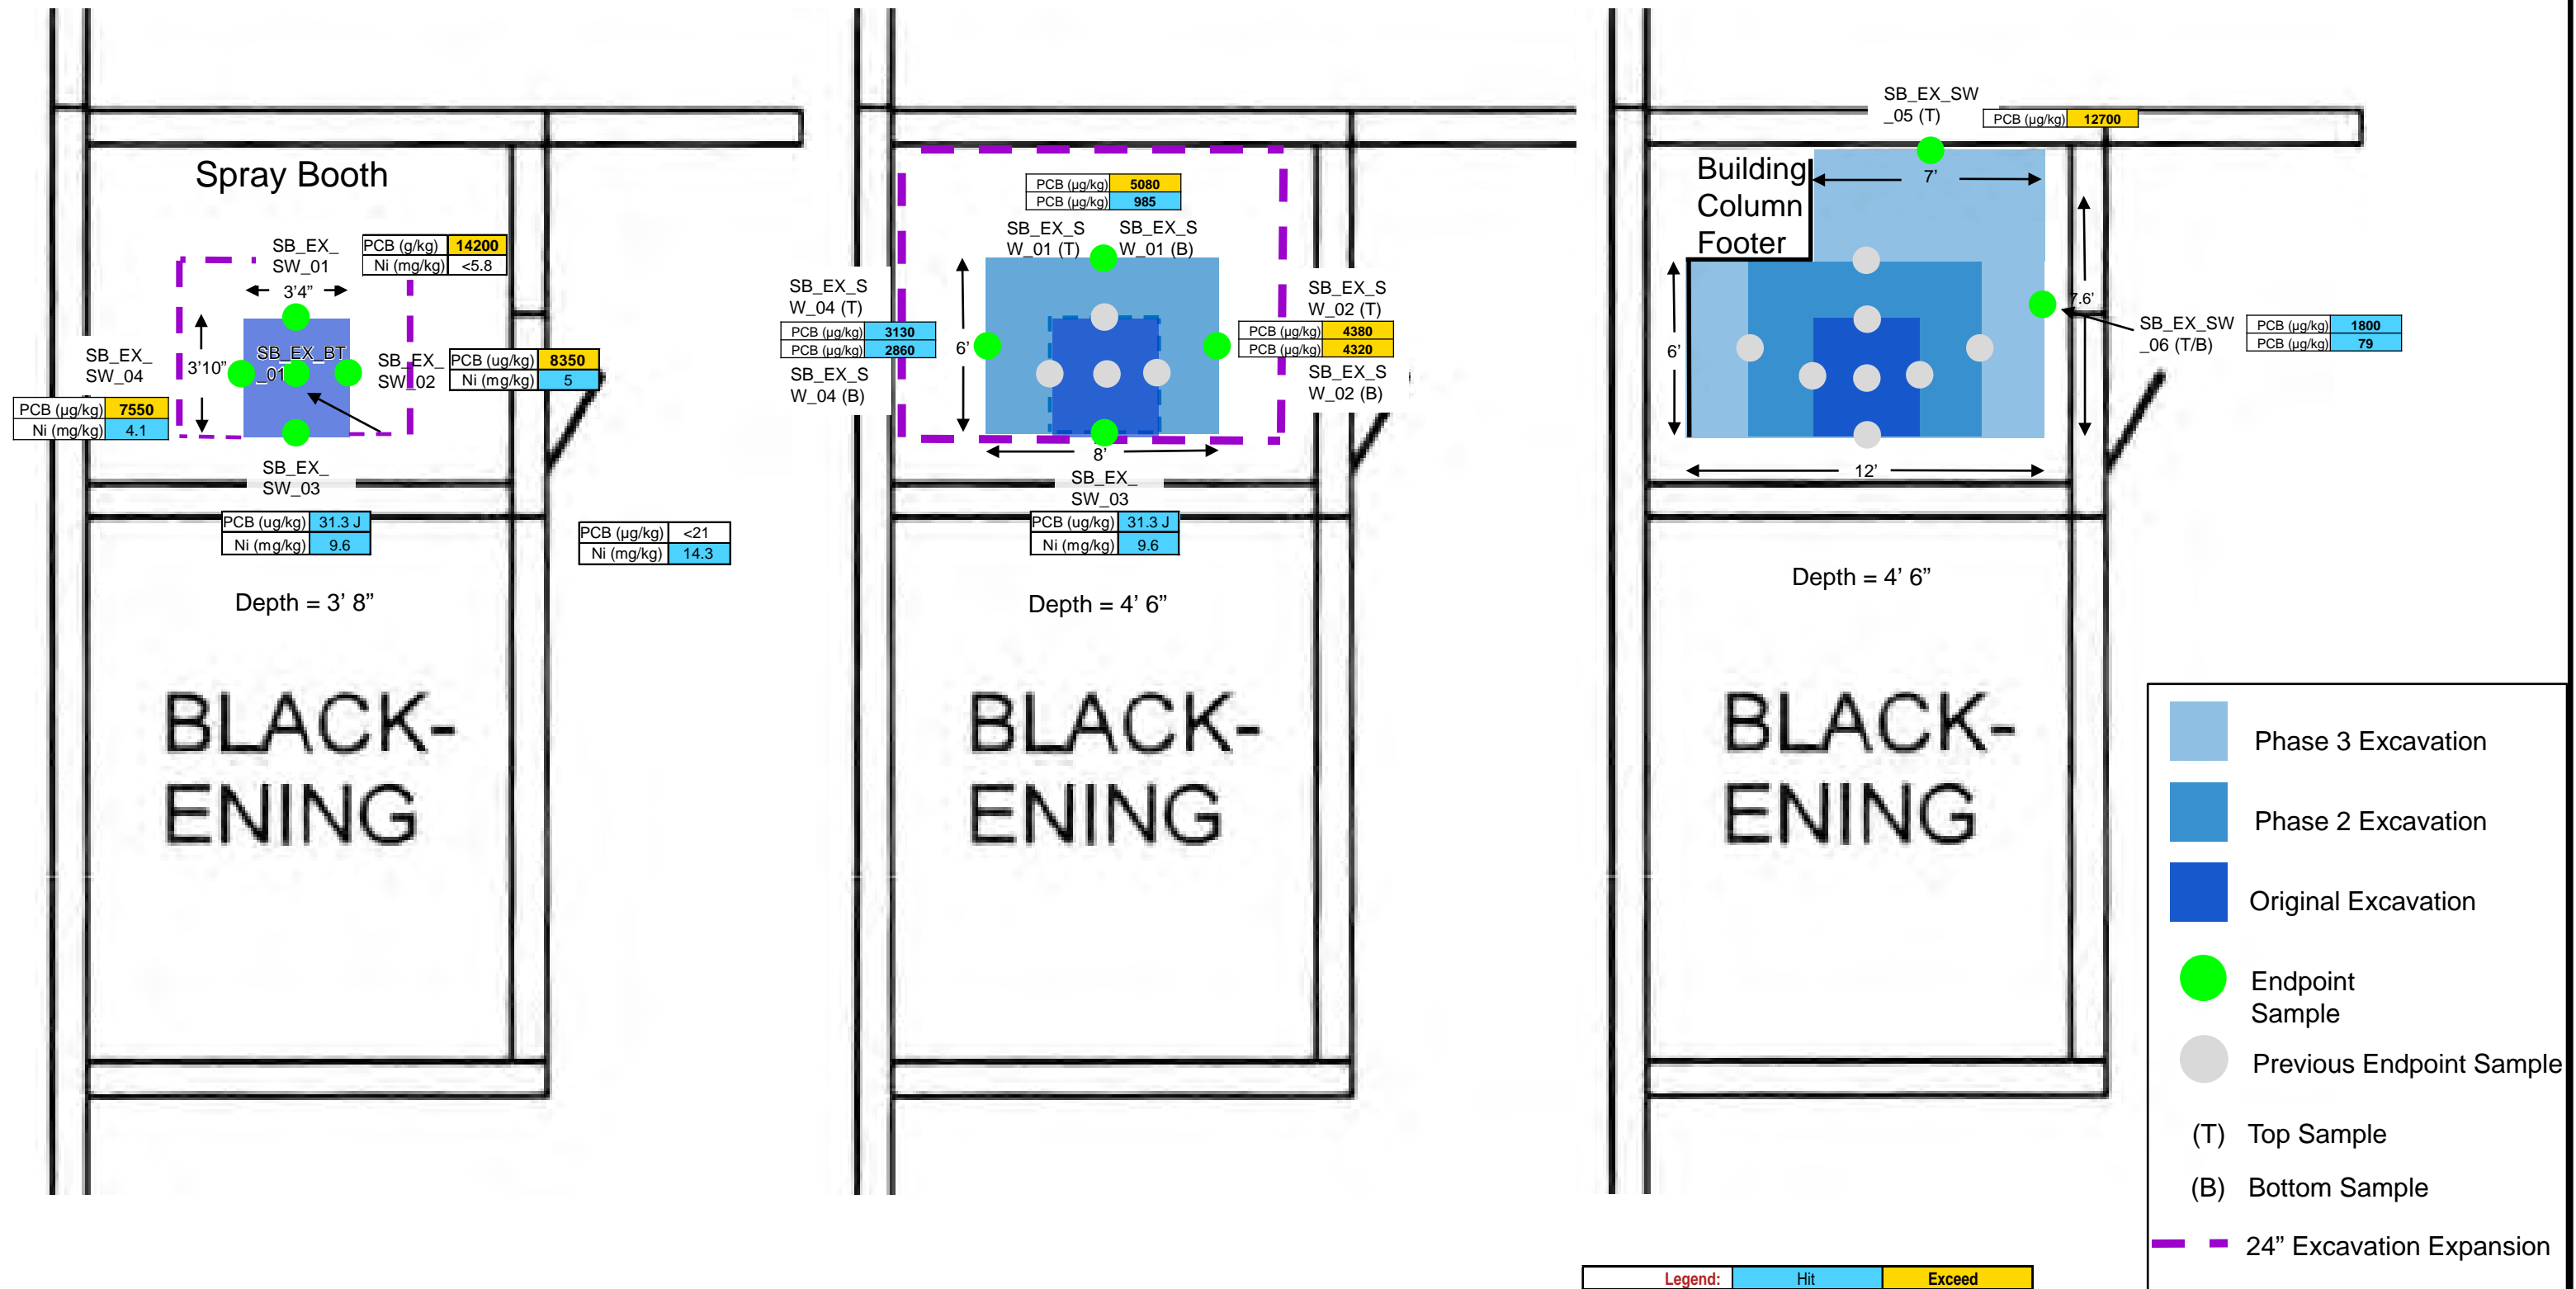 Spray Booth
SB_EX_
SW_01
PCB (g/kg) 14200
Ni (mg/kg) <5.8
3'4”
3'10”
SB_EX_BT
_01
SB_EX_
SW_04
SB_EX_
SW_02
PCB (ug/kg) 8350
Ni (mg/kg) 5
PCB (µg/kg) 7550
Ni (mg/kg) 4.1
SB_EX_
SW_03
PCB (ug/kg) 31.3 J
Ni (mg/kg) 9.6
PCB (µg/kg) <21
Ni (mg/kg) 14.3
Depth = 3’ 8”
BLACK-
ENING
PCB (µg/kg) 5080
PCB (µg/kg) 985
SB_EX_S
W_01 (T)
SB_EX_S
W_01 (B)
SB_EX_S
W_04 (T)
PCB (µg/kg) 3130
PCB (µg/kg) 2860
SB_EX_S
W_04 (B)
6’
SB_EX_S
W_02 (T)
PCB (µg/kg) 4380
PCB (µg/kg) 4320
SB_EX_S
W_02 (B)
8’
SB_EX_
SW_03
PCB (ug/kg) 31.3 J
Ni (mg/kg) 9.6
Depth = 4’ 6”
BLACK-
ENING
SB_EX_SW
_05 (T)
PCB (µg/kg) 12700
Building
Column
Footer
7’
6’
7.6’
SB_EX_SW
_06 (T/B)
PCB (µg/kg) 1800
PCB (µg/kg) 79
12’
Depth = 4’ 6”
BLACK-
ENING
Phase 3 Excavation
Phase 2 Excavation
Original Excavation
Endpoint
Sample
Previous Endpoint Sample
(T) Top Sample
(B) Bottom Sample
24” Excavation Expansion
Legend: Hit Exceed